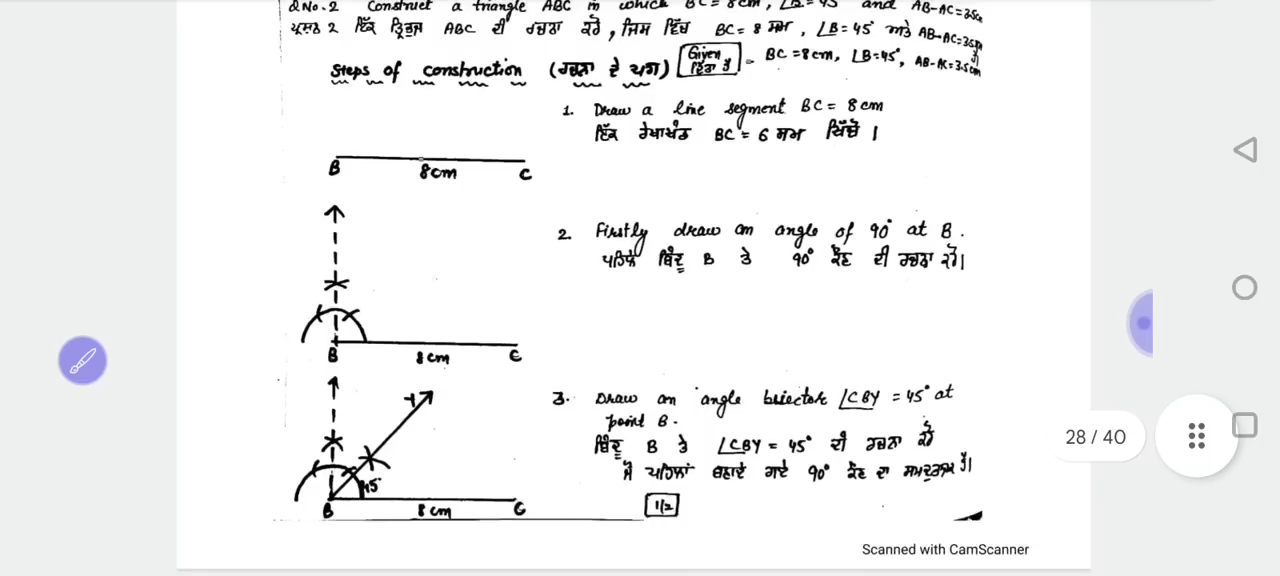 Q No. 2 Construct a triangle ABC in which BC = 8cm, ∠B = 45° and AB-AC = 3.5cm
ਪ੍ਰਸ਼ਨ 2 ਇੱਕ ਤ੍ਰਿਭੁਜ ABC ਦੀ ਰਚਨਾ ਕਰੋ, ਜਿਸ ਵਿੱਚ BC = 8 ਸਮ, ∠B = 45° ਅਤੇ AB-AC = 3.5ਸਮ
Steps of construction (ਰਚਨਾ ਦੇ ਪਗ) Given ਦਿੱਤਾ ਹੈ - BC = 8cm, ∠B = 45°, AB-AC = 3.5cm
1. Draw a line segment BC = 8cm
ਇੱਕ ਰੇਖਾਖੰਡ BC = 6 ਸਮ ਖਿੱਚੋ।
B 8cm C
2. Firstly draw an angle of 90° at B.
ਪਹਿਲੇ ਬਿੰਦੂ B ਤੇ 90° ਕੋਣ ਦੀ ਰਚਨਾ ਕਰੋ।
B 8cm C
3. Draw an angle bisector ∠CBY = 45° at
point B.
ਬਿੰਦੂ B ਤੇ ∠CBY = 45° ਦੀ ਰਚਨਾ ਕਰੋ
ਜੋ ਪਹਿਲਾਂ ਬਣਾਏ ਗਏ 90° ਕੋਣ ਦਾ ਸਮਦੁਭਾਜਕ ਹੈ।
45°
B 8cm C
1/2
28 / 40
Scanned with CamScanner